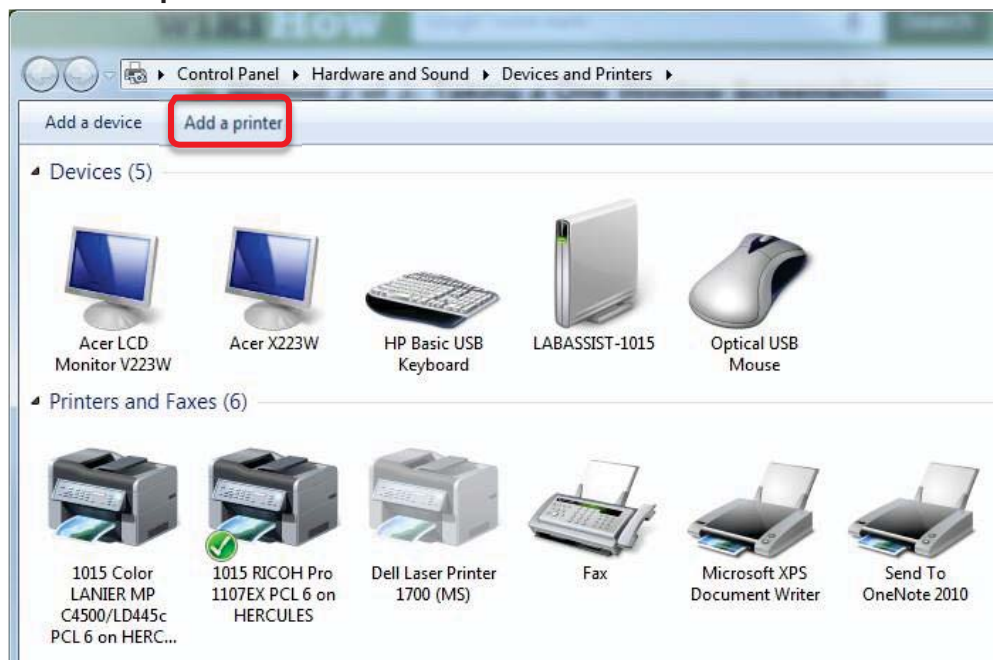 Control Panel ▸ Hardware and Sound ▸ Devices and Printers ▸
Add a device Add a printer
Devices (5)
Acer LCD
Monitor V223W
Acer X223W
HP Basic USB
Keyboard
LABASSIST-1015
Optical USB
Mouse
Printers and Faxes (6)
1015 Color
LANIER MP
C4500/LD445c
PCL 6 on HERC...
1015 RICOH Pro
1107EX PCL 6 on
HERCULES
Dell Laser Printer
1700 (MS)
Fax
Microsoft XPS
Document Writer
Send To
OneNote 2010